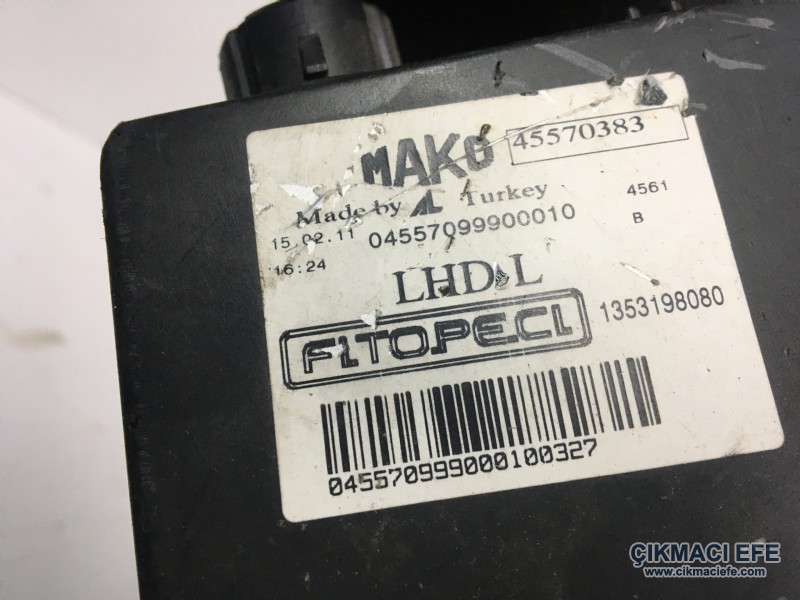 MAKO 45570383
Made by Turkey 4561
15.02.11 04557099900010 B
16:24
LHD L
F1TOPECL 1353198080
045570999000100327
ÇIKMACI EFE
www.cikmaciefe.com